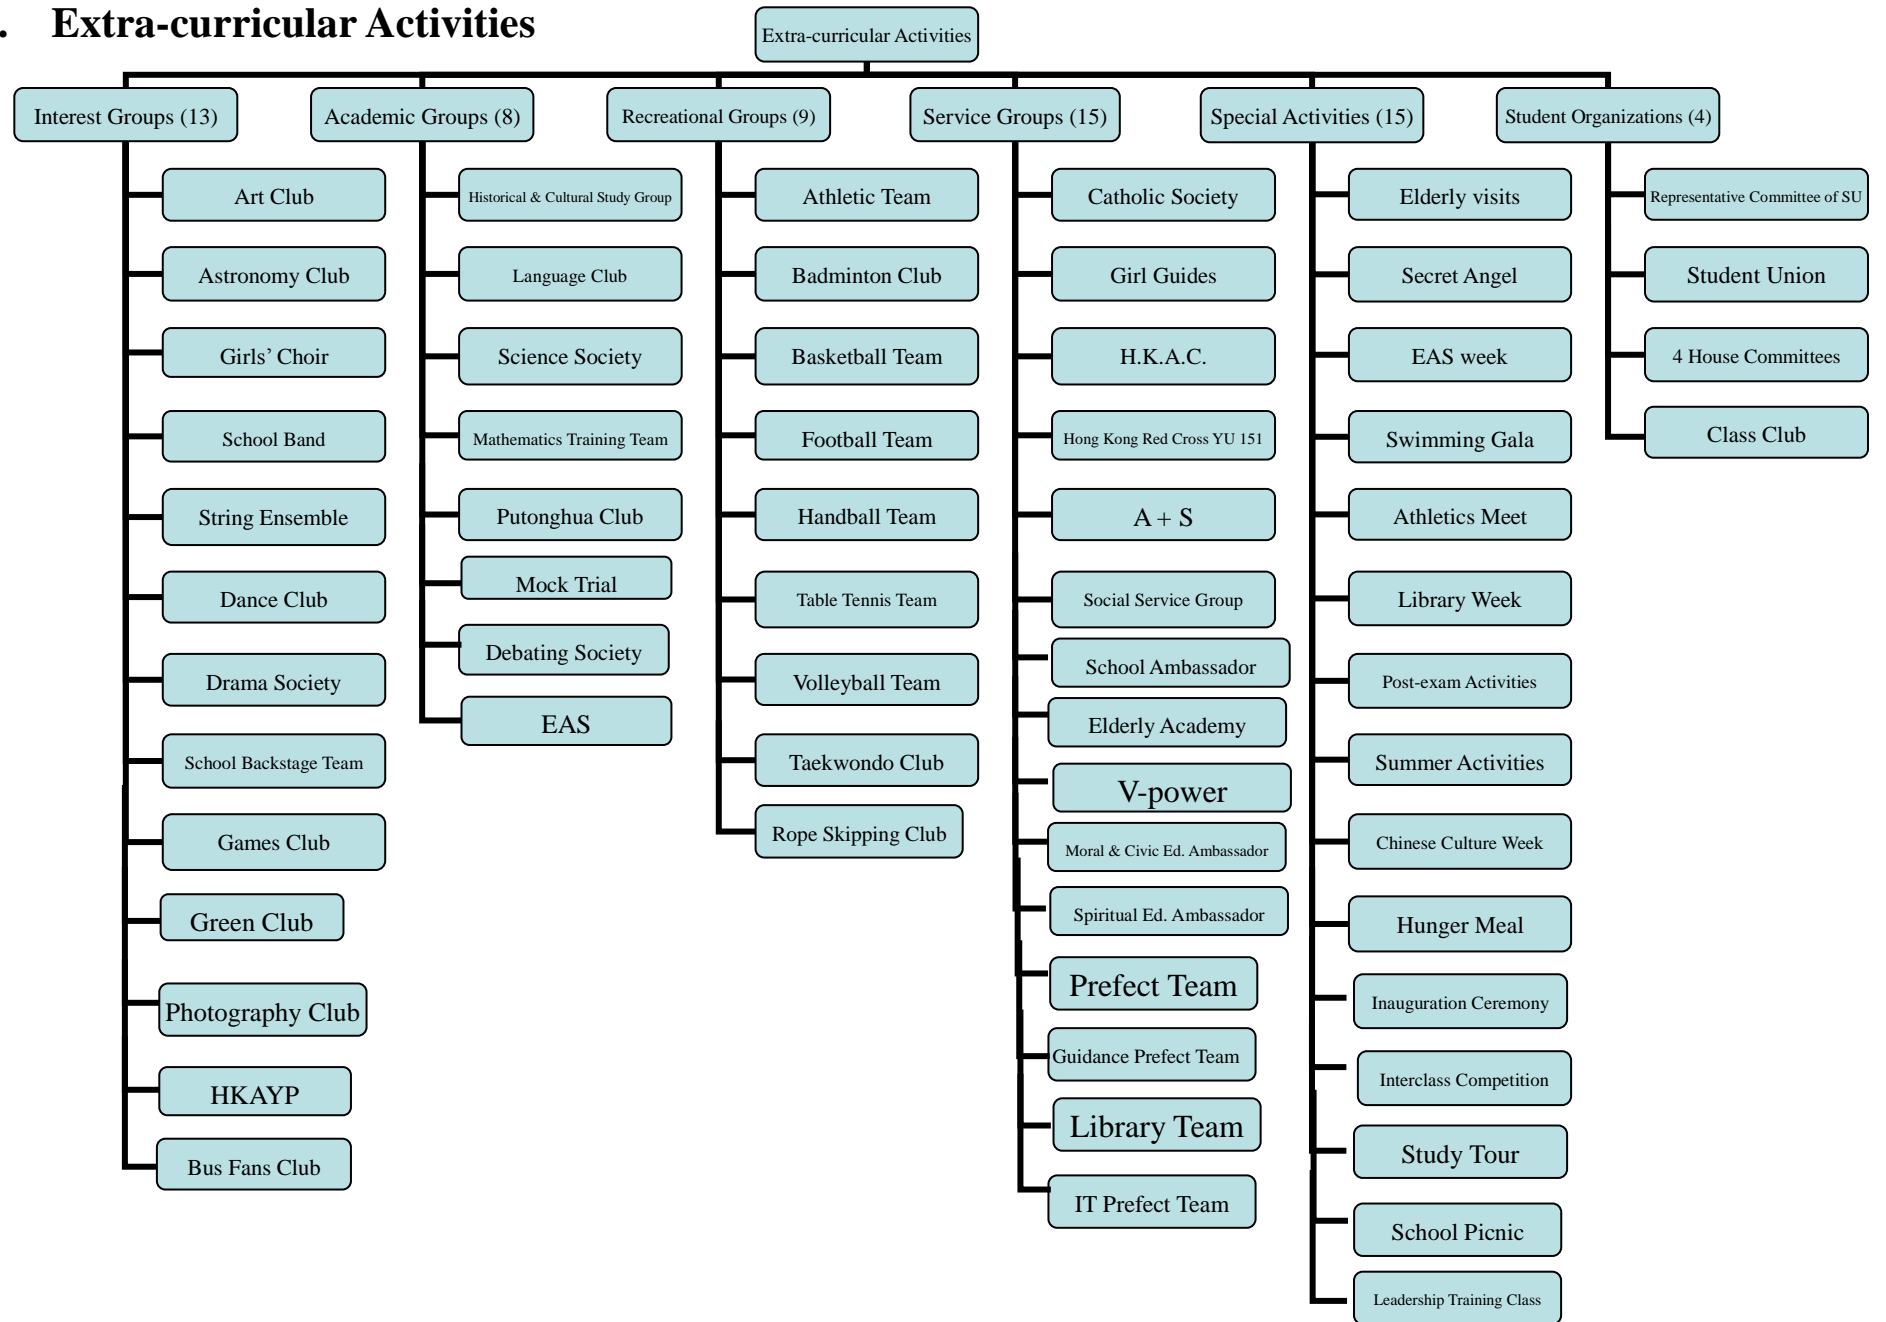 . Extra-curricular Activities
Extra-curricular Activities
Interest Groups (13)
Academic Groups (8)
Recreational Groups (9)
Service Groups (15)
Special Activities (15)
Student Organizations (4)
Art Club
Astronomy Club
Girls’ Choir
School Band
String Ensemble
Dance Club
Drama Society
School Backstage Team
Games Club
Green Club
Photography Club
HKAYP
Bus Fans Club
Historical & Cultural Study Group
Language Club
Science Society
Mathematics Training Team
Putonghua Club
Mock Trial
Debating Society
EAS
Athletic Team
Badminton Club
Basketball Team
Football Team
Handball Team
Table Tennis Team
Volleyball Team
Taekwondo Club
Rope Skipping Club
Catholic Society
Girl Guides
H.K.A.C.
Hong Kong Red Cross YU 151
A + S
Social Service Group
School Ambassador
Elderly Academy
V-power
Moral & Civic Ed. Ambassador
Spiritual Ed. Ambassador
Prefect Team
Guidance Prefect Team
Library Team
IT Prefect Team
Elderly visits
Secret Angel
EAS week
Swimming Gala
Athletics Meet
Library Week
Post-exam Activities
Summer Activities
Chinese Culture Week
Hunger Meal
Inauguration Ceremony
Interclass Competition
Study Tour
School Picnic
Leadership Training Class
Representative Committee of SU
Student Union
4 House Committees
Class Club